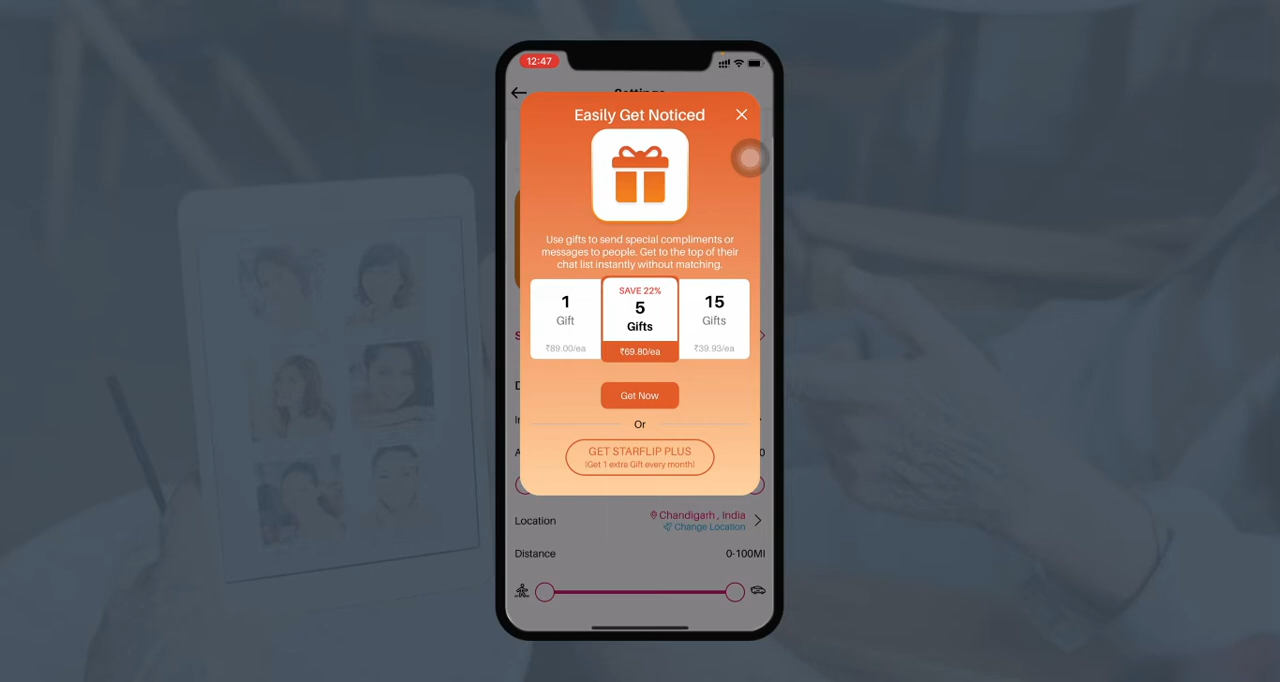 12:47
Easily Get Noticed
Use gifts to send special compliments or
messages to people. Get to the top of their
chat list instantly without matching.
1
Gift
₹89.00/ea
SAVE 22%
5
Gifts
₹69.80/ea
15
Gifts
₹39.93/ea
Get Now
Or
GET STARFLIP PLUS
(Get 1 extra Gift every month)
Location
Chandigarh , India
Change Location
Distance
0-100MI